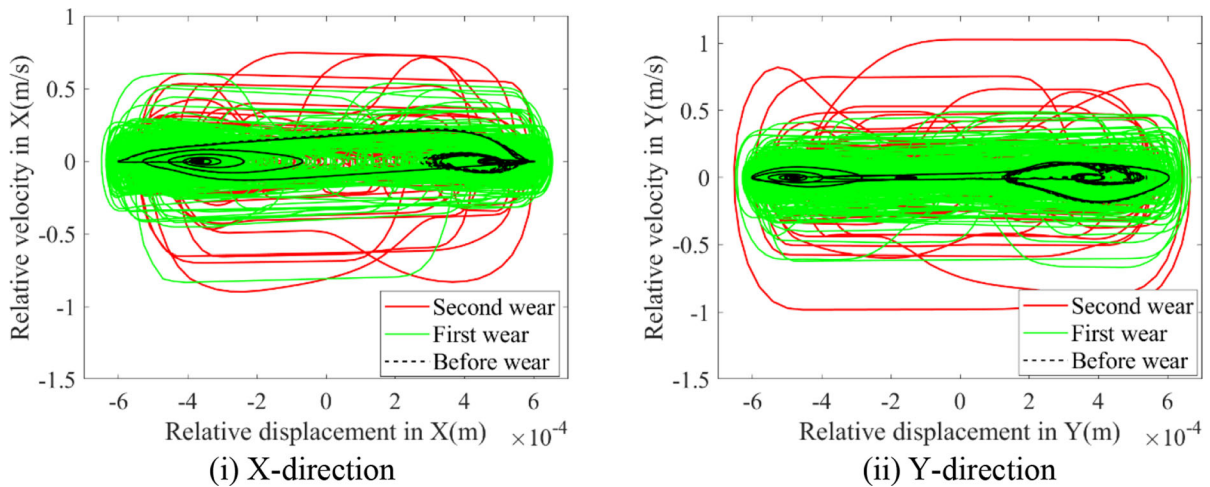 1
0.5
0
-0.5
-1
-1.5
Relative velocity in X(m/s)
Second wear
First wear
Before wear
-6 -4 -2 0 2 4 6
Relative displacement in X(m) ×10-4
(i) X-direction
1
0.5
0
-0.5
-1
-1.5
Relative velocity in Y(m/s)
Second wear
First wear
Before wear
-6 -4 -2 0 2 4 6
Relative displacement in Y(m) ×10-4
(ii) Y-direction